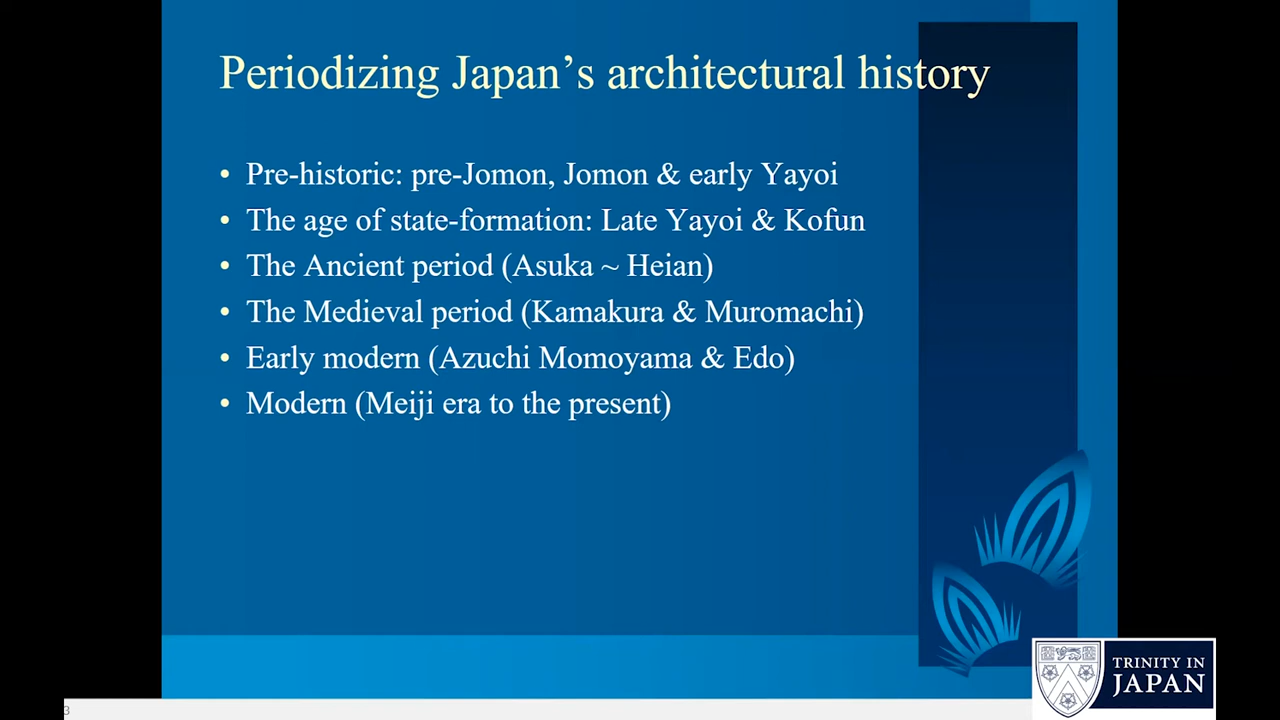 Periodizing Japan’s architectural history
• Pre-historic: pre-Jomon, Jomon & early Yayoi
• The age of state-formation: Late Yayoi & Kofun
• The Ancient period (Asuka ~ Heian)
• The Medieval period (Kamakura & Muromachi)
• Early modern (Azuchi Momoyama & Edo)
• Modern (Meiji era to the present)
TRINITY IN
JAPAN
3